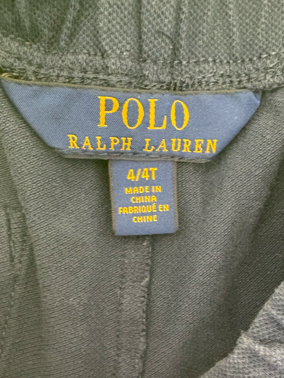 POLO
RALPH LAUREN
4/4T
MADE IN
CHINA
FABRIQUÉ EN
CHINE